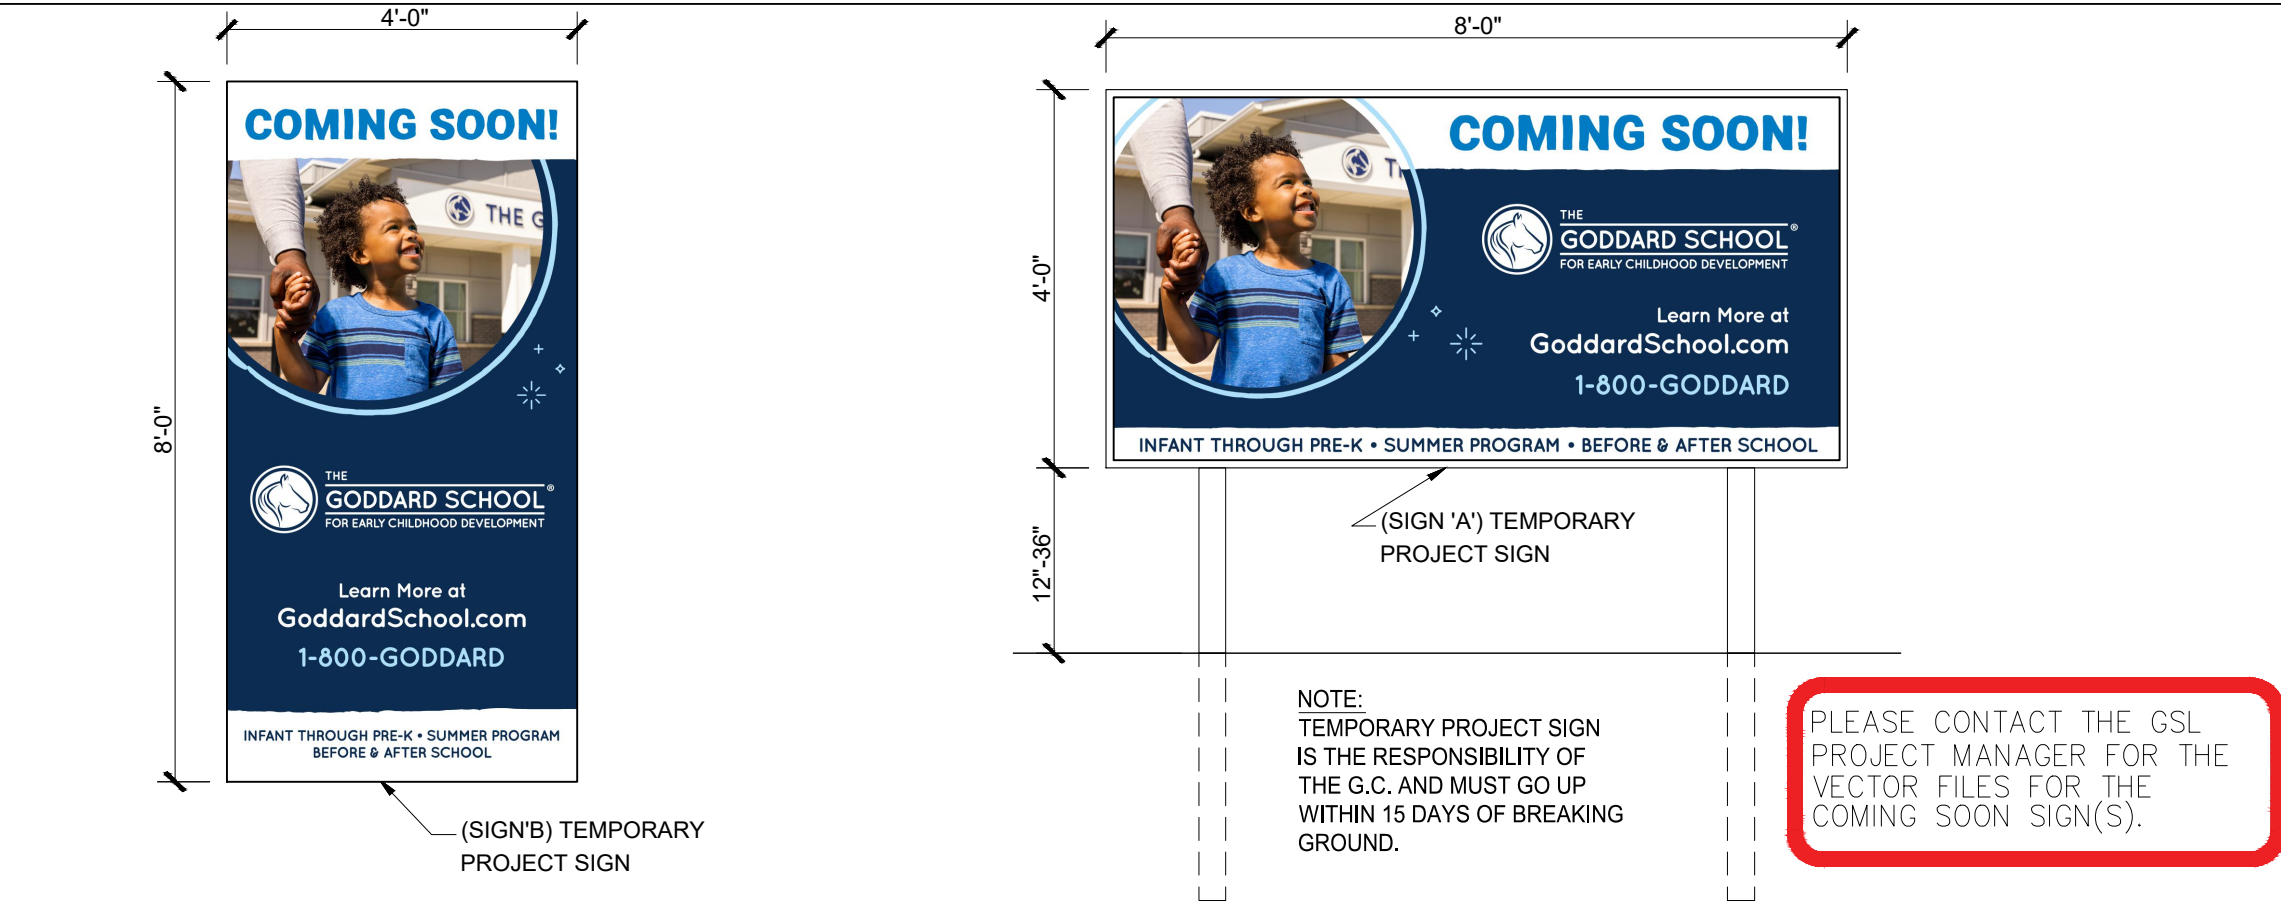 4'-0"
COMING SOON!
THE G
8'-0"
THE
GODDARD SCHOOL®
FOR EARLY CHILDHOOD DEVELOPMENT
Learn More at
GoddardSchool.com
1-800-GODDARD
INFANT THROUGH PRE-K • SUMMER PROGRAM
BEFORE & AFTER SCHOOL
(SIGN'B) TEMPORARY
PROJECT SIGN
8'-0"
COMING SOON!
TH
4'-0"
THE
GODDARD SCHOOL®
FOR EARLY CHILDHOOD DEVELOPMENT
Learn More at
GoddardSchool.com
1-800-GODDARD
INFANT THROUGH PRE-K • SUMMER PROGRAM • BEFORE & AFTER SCHOOL
(SIGN 'A') TEMPORARY
PROJECT SIGN
12"-36"
NOTE:
TEMPORARY PROJECT SIGN
IS THE RESPONSIBILITY OF
THE G.C. AND MUST GO UP
WITHIN 15 DAYS OF BREAKING
GROUND.
PLEASE CONTACT THE GSL
PROJECT MANAGER FOR THE
VECTOR FILES FOR THE
COMING SOON SIGN(S).